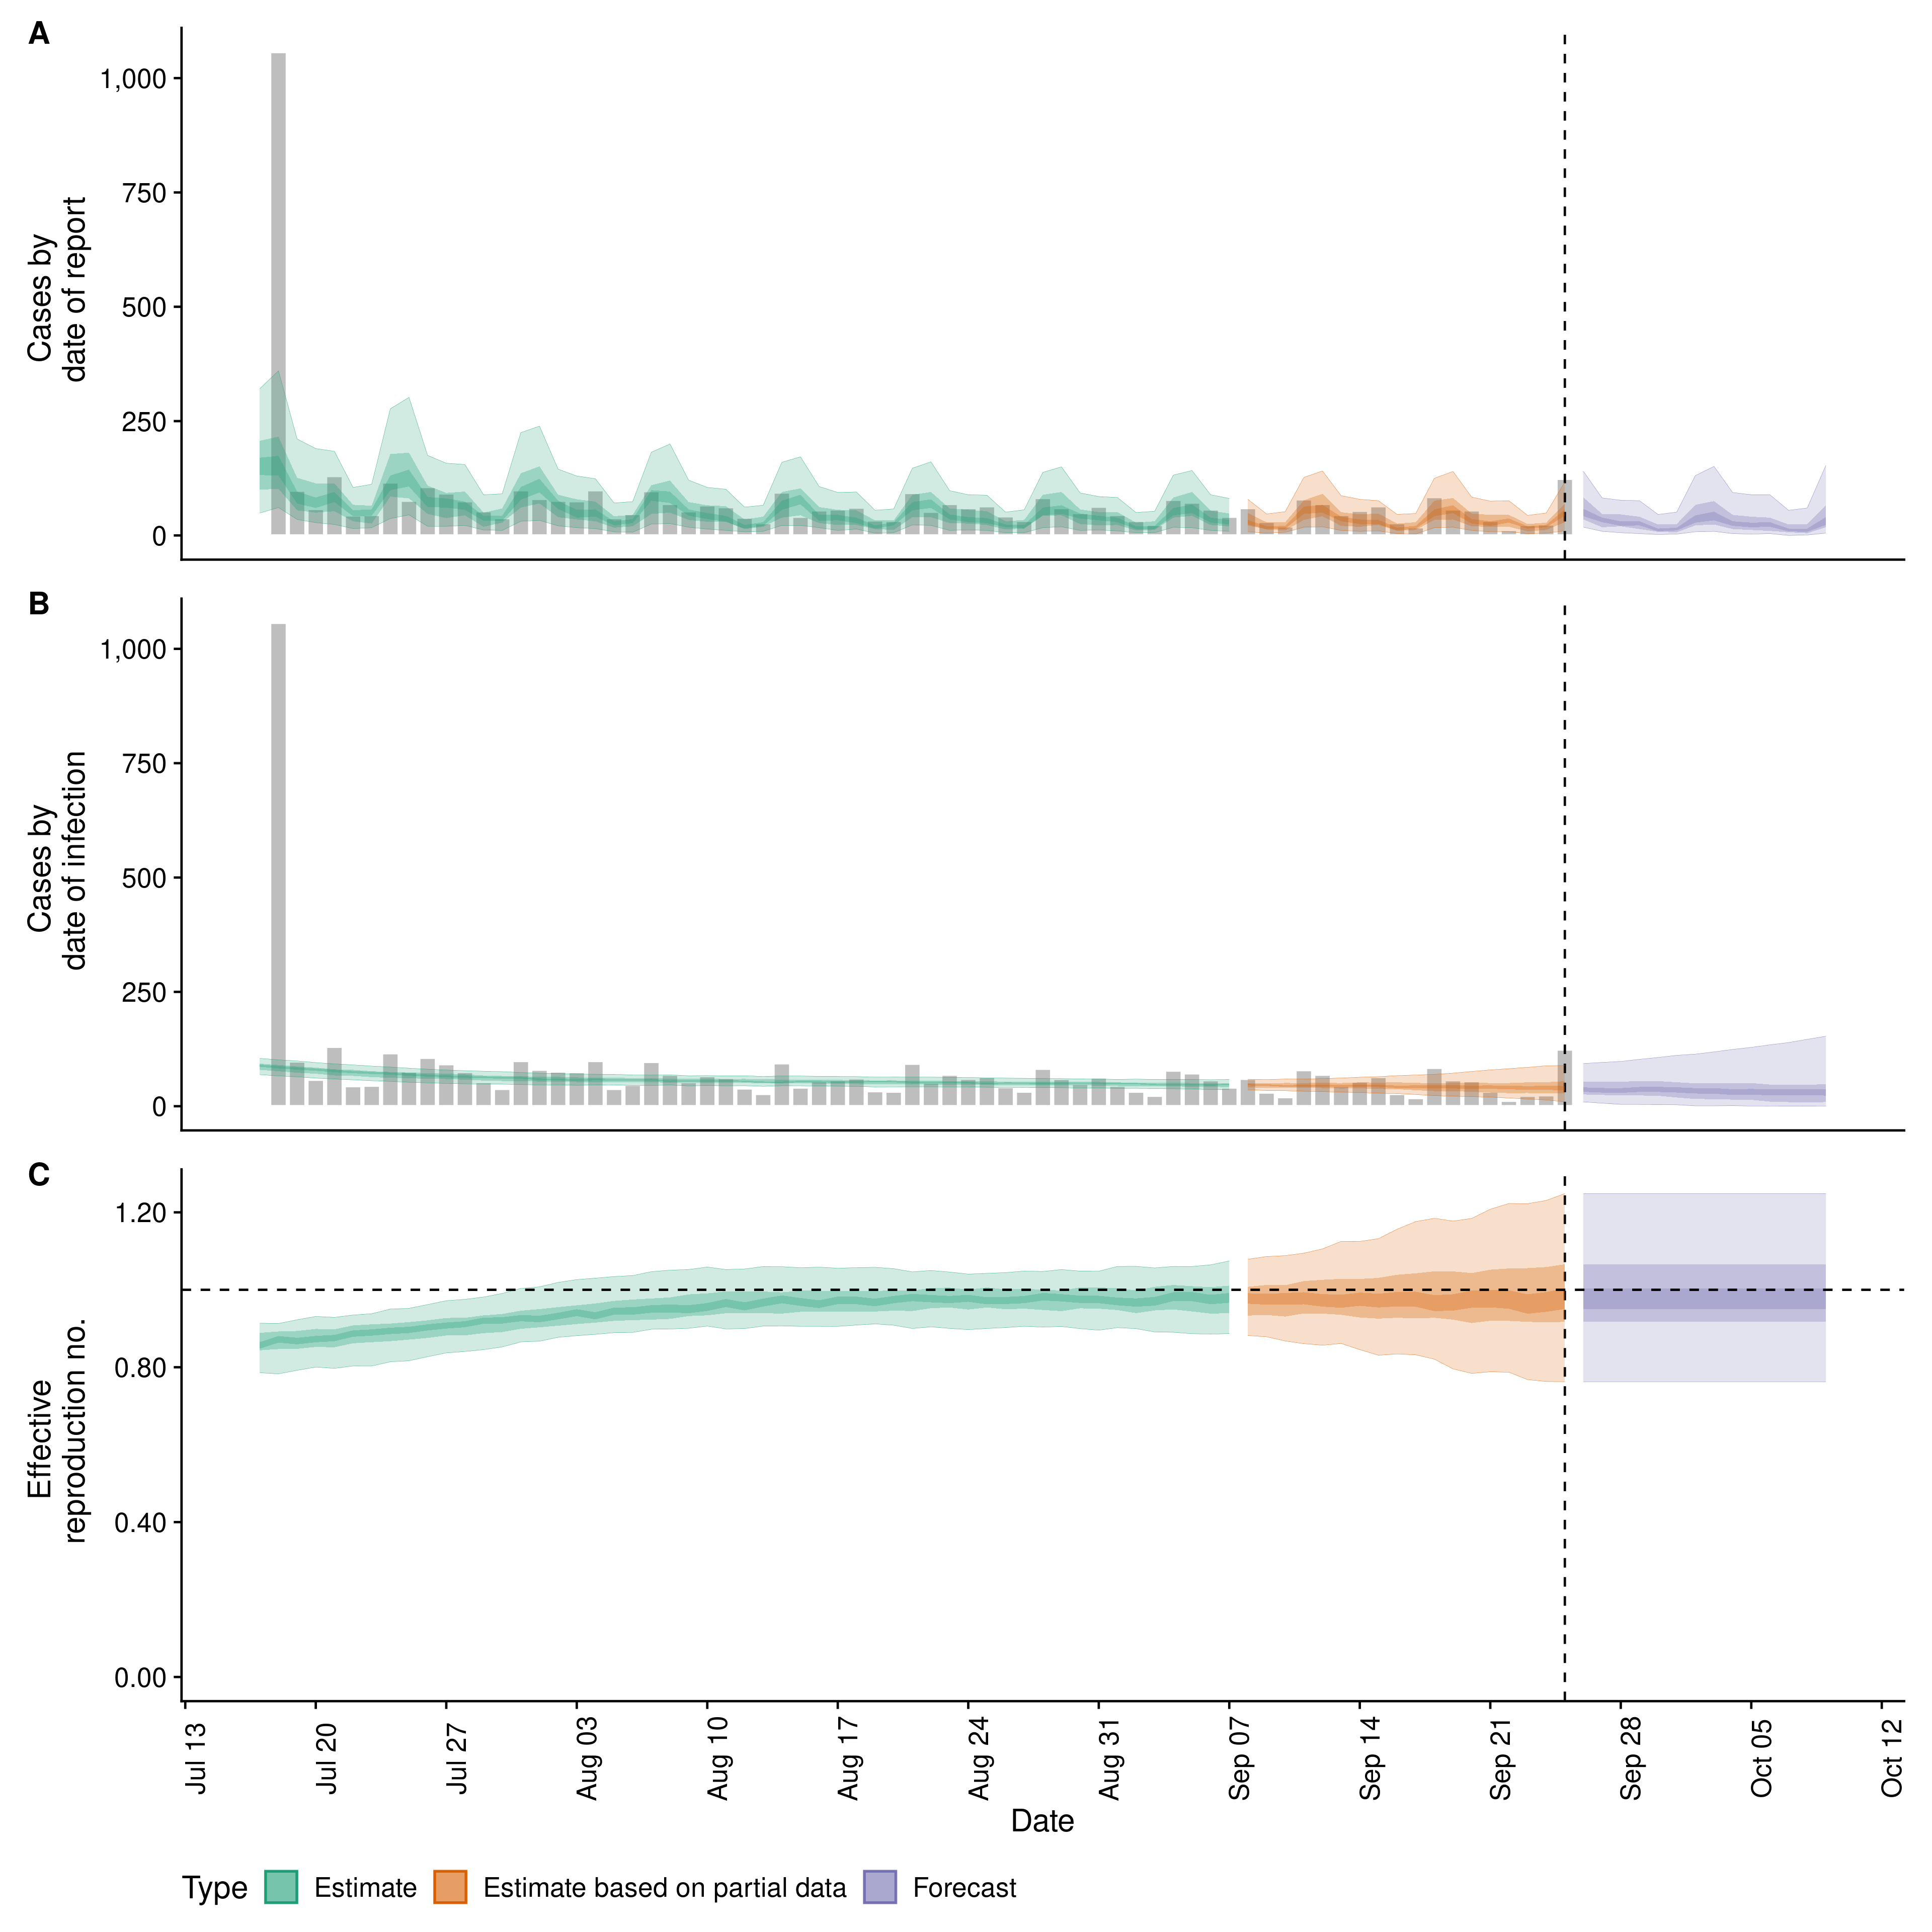 A
1,000
750
500
250
0
Cases by
date of report
B
1,000
750
500
250
0
Cases by
date of infection
C
1.20
0.80
0.40
0.00
Effective
reproduction no.
Jul 13
Jul 20
Jul 27
Aug 03
Aug 10
Aug 17
Aug 24
Aug 31
Sep 07
Sep 14
Sep 21
Sep 28
Oct 05
Oct 12
Date
Type Estimate Estimate based on partial data Forecast